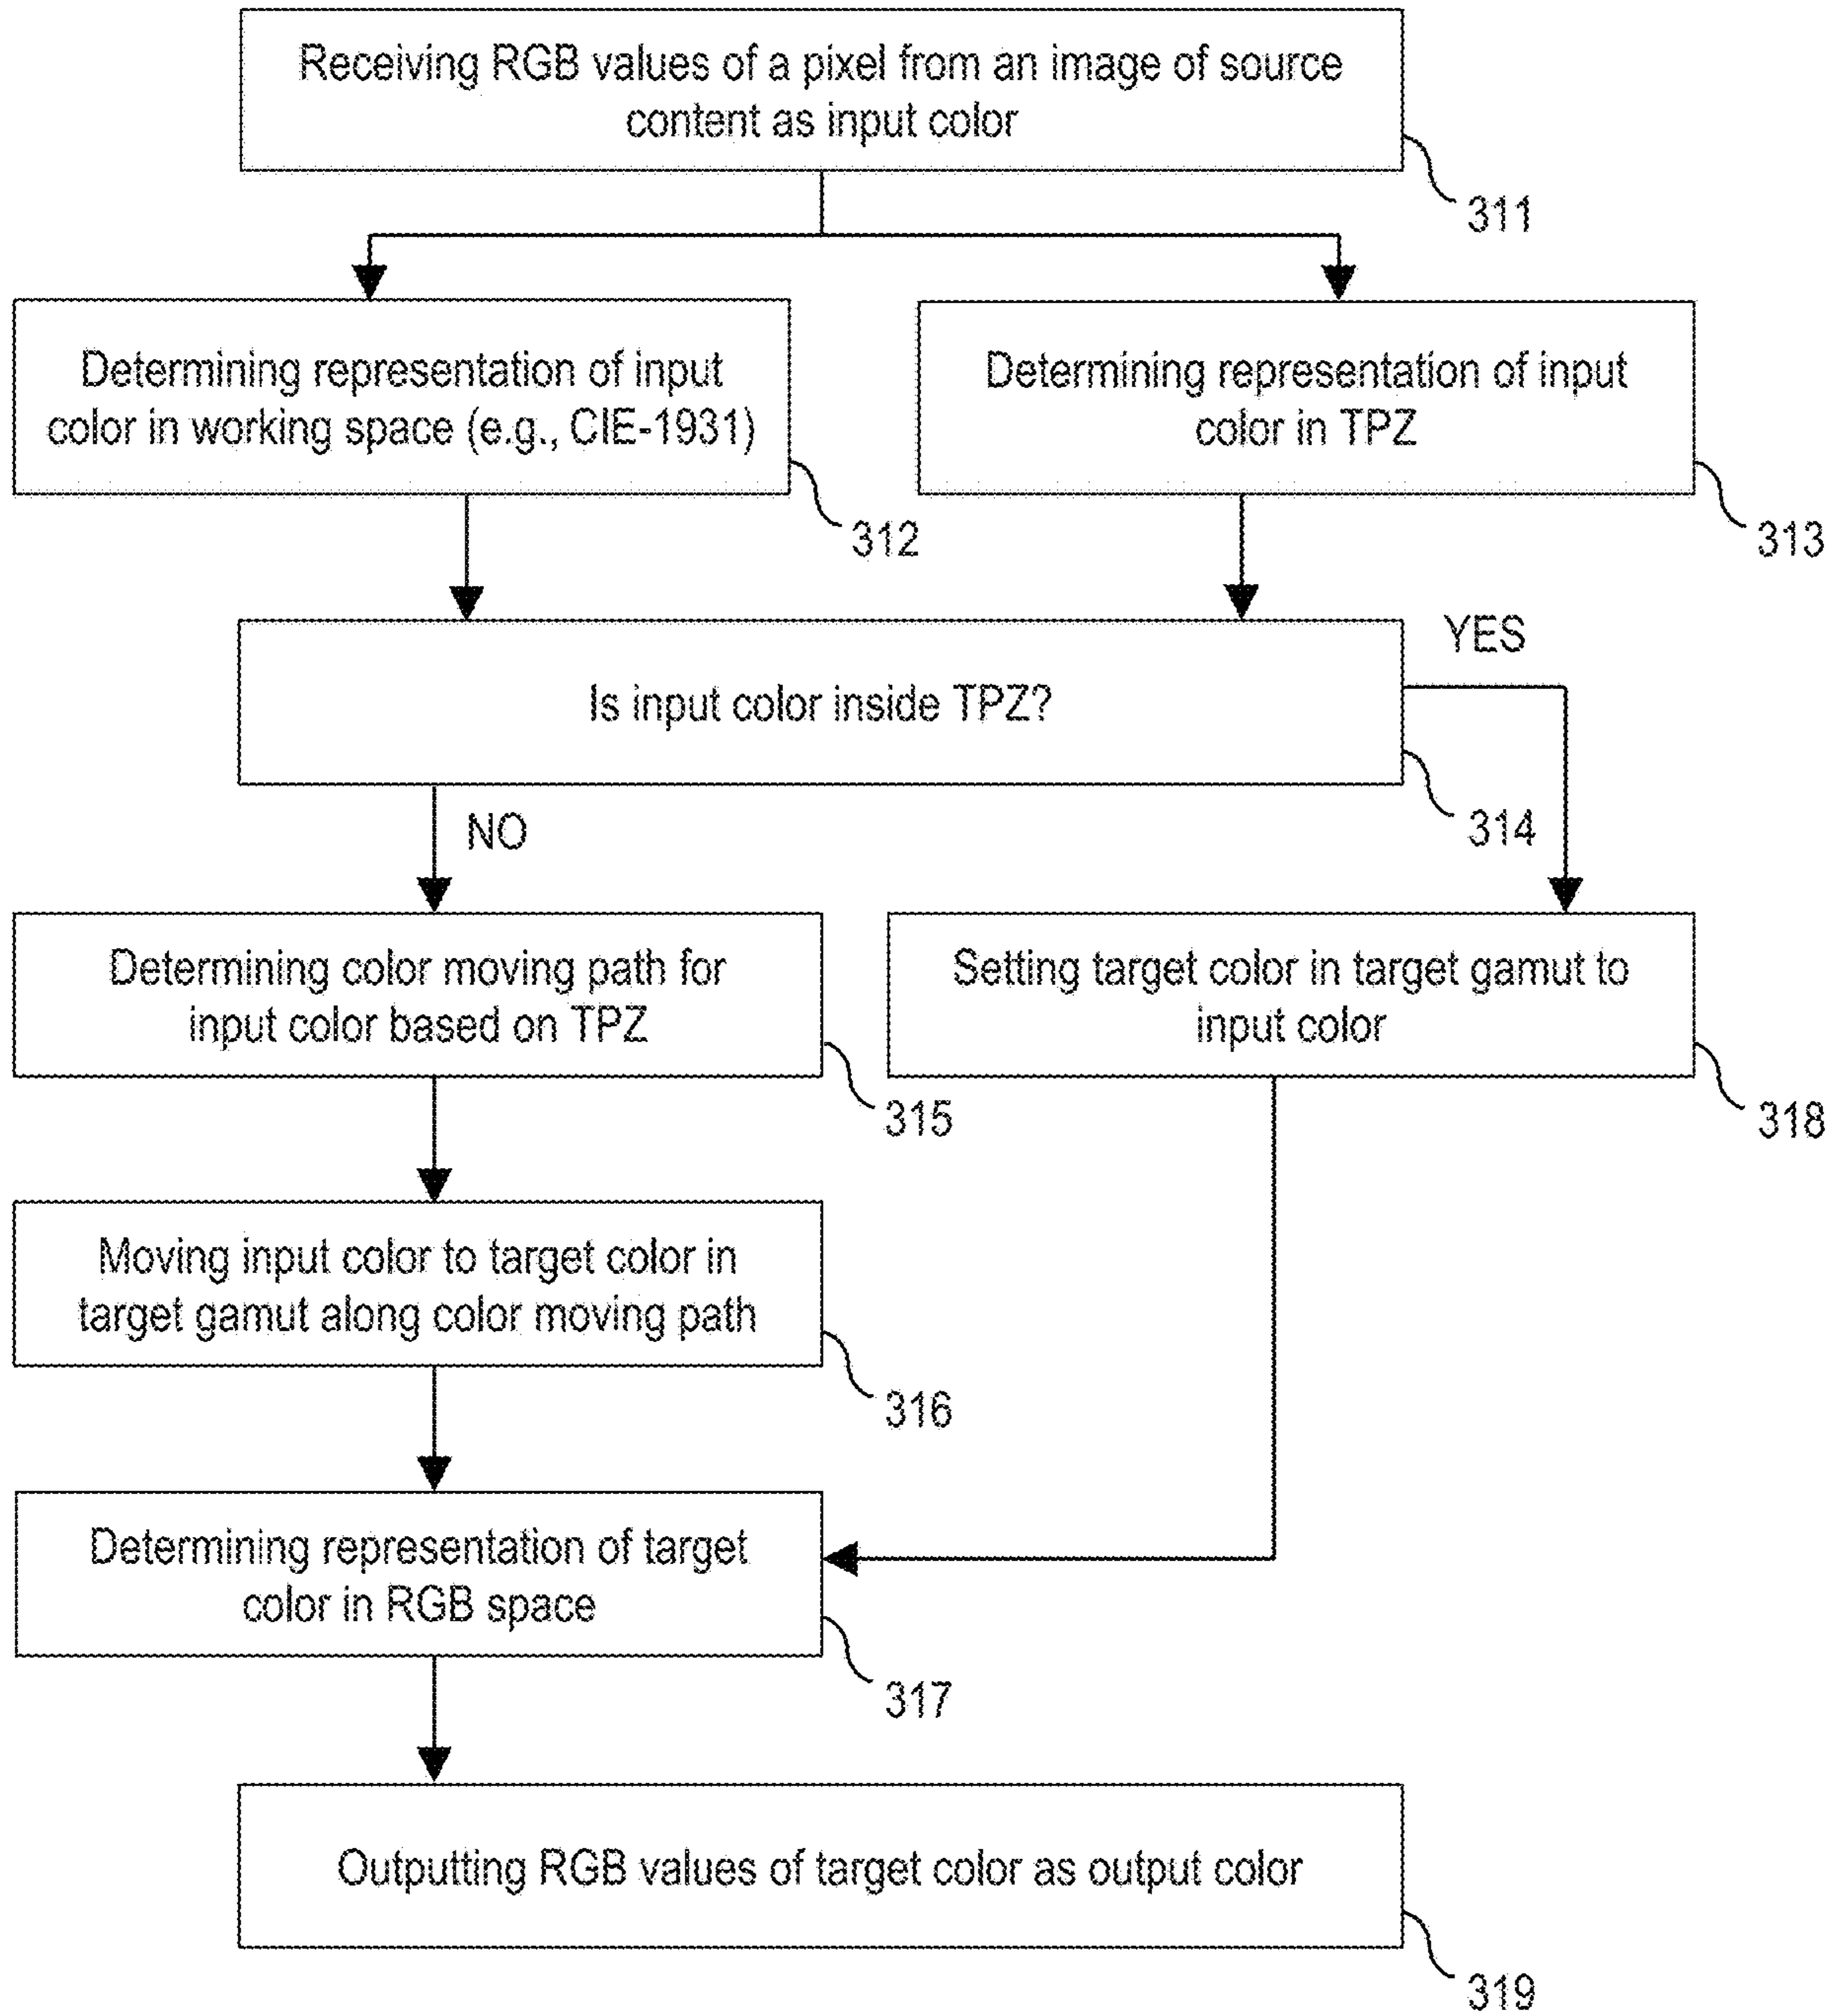 Receiving RGB values of a pixel from an image of source
content as input color
311
Determining representation of input
color in working space (e.g., CIE-1931)
312
Determining representation of input
color in TPZ
313
Is input color inside TPZ?
314
YES
NO
Determining color moving path for
input color based on TPZ
315
Setting target color in target gamut to
input color
318
Moving input color to target color in
target gamut along color moving path
316
Determining representation of target
color in RGB space
317
Outputting RGB values of target color as output color
319